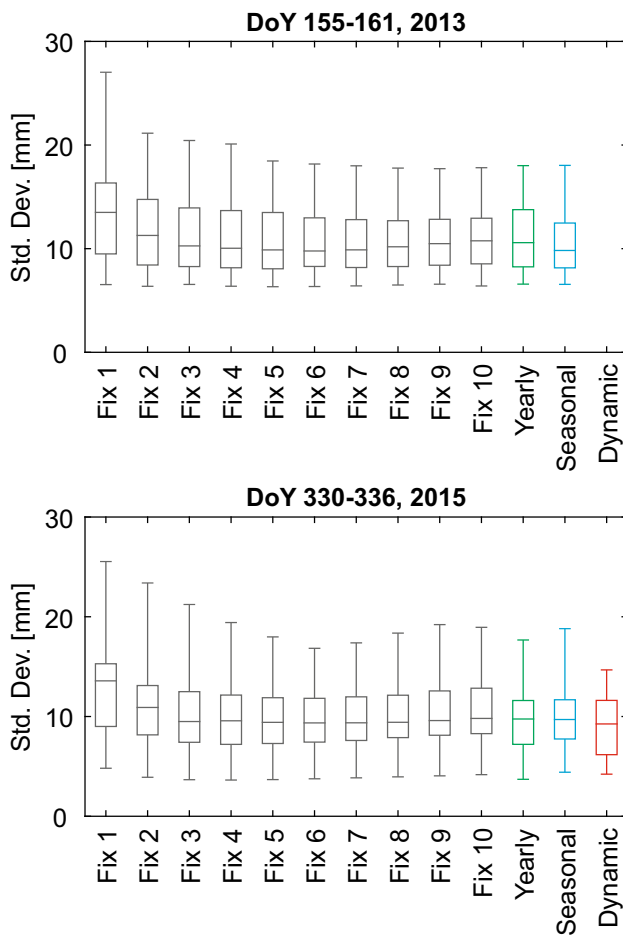 DoY 155-161, 2013
30
20
10
0
Std. Dev. [mm]
Fix 1
Fix 2
Fix 3
Fix 4
Fix 5
Fix 6
Fix 7
Fix 8
Fix 9
Fix 10
Yearly
Seasonal
Dynamic
DoY 330-336, 2015
30
20
10
0
Std. Dev. [mm]
Fix 1
Fix 2
Fix 3
Fix 4
Fix 5
Fix 6
Fix 7
Fix 8
Fix 9
Fix 10
Yearly
Seasonal
Dynamic